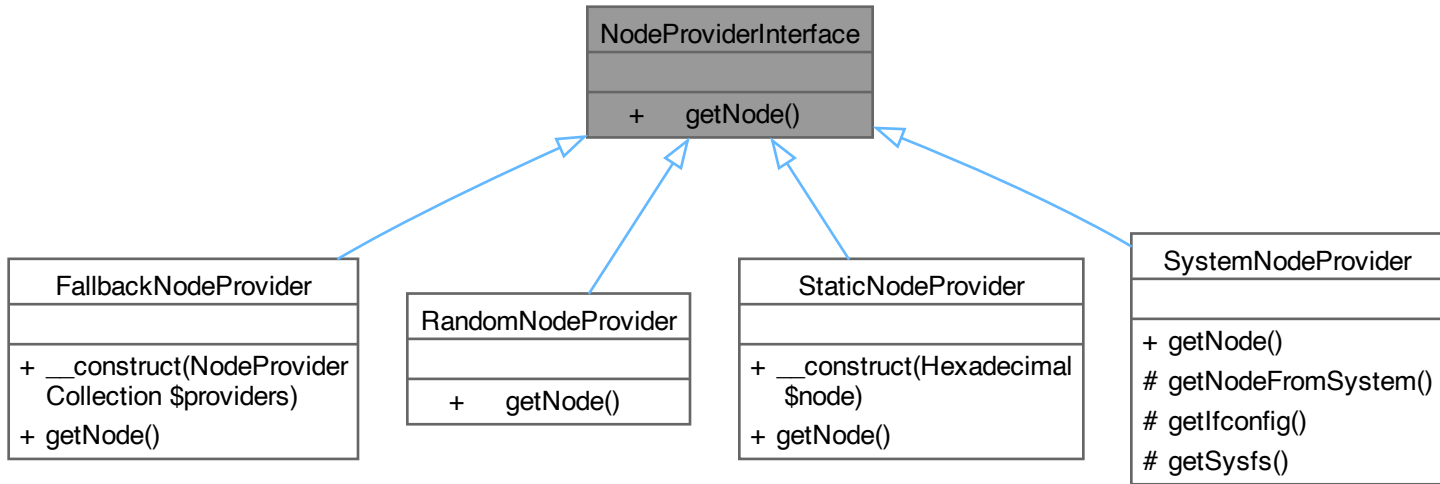 NodeProviderInterface
+ getNode()
FallbackNodeProvider
+ __construct(NodeProvider
Collection $providers)
+ getNode()
RandomNodeProvider
+ getNode()
StaticNodeProvider
+ __construct(Hexadecimal
$node)
+ getNode()
SystemNodeProvider
+ getNode()
# getNodeFromSystem()
# getIfconfig()
# getSysfs()